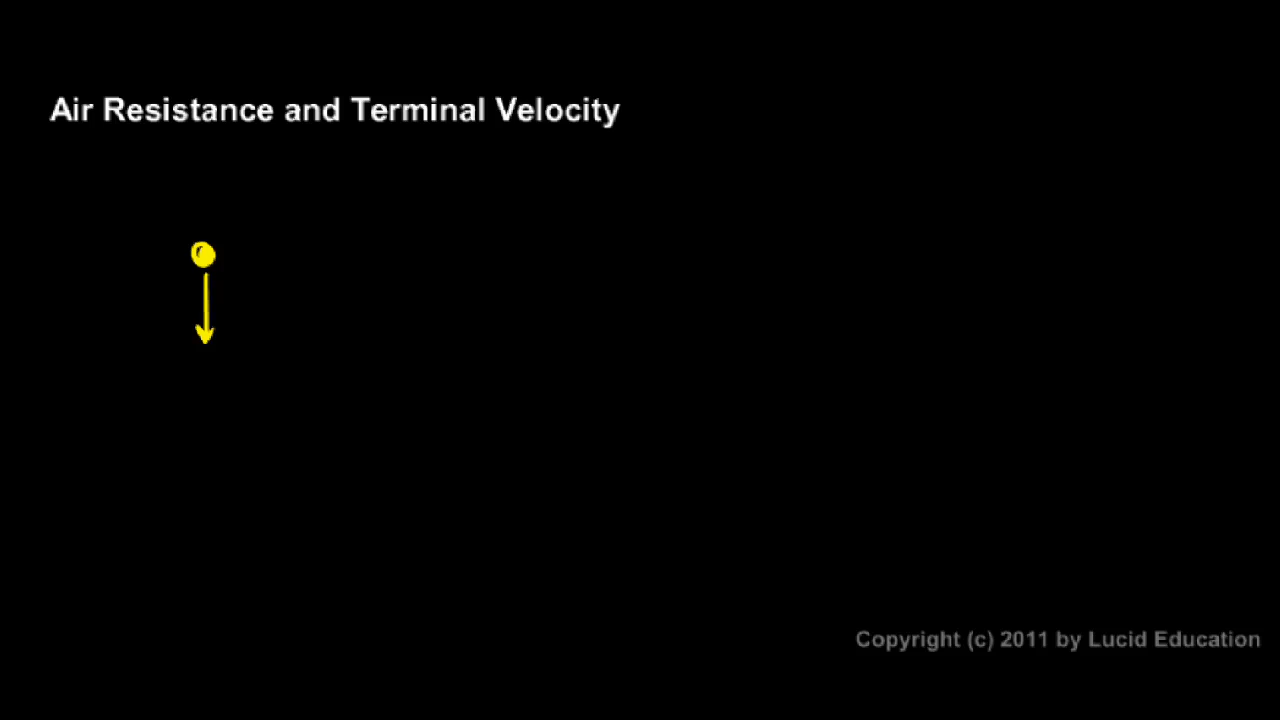 Air Resistance and Terminal Velocity
Copyright (c) 2011 by Lucid Education